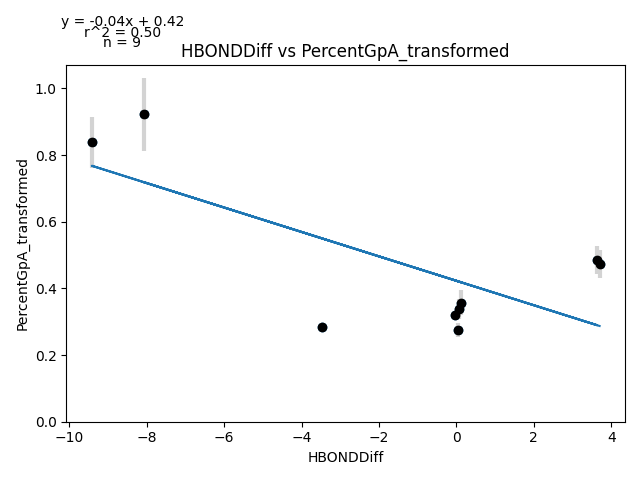 y = -0.04x + 0.42
r^2 = 0.50
n = 9
HBONDDiff vs PercentGpA_transformed
PercentGpA_transformed
1.0
0.8
0.6
0.4
0.2
0.0
−10
−8
−6
−4
−2
0
2
4
HBONDDiff